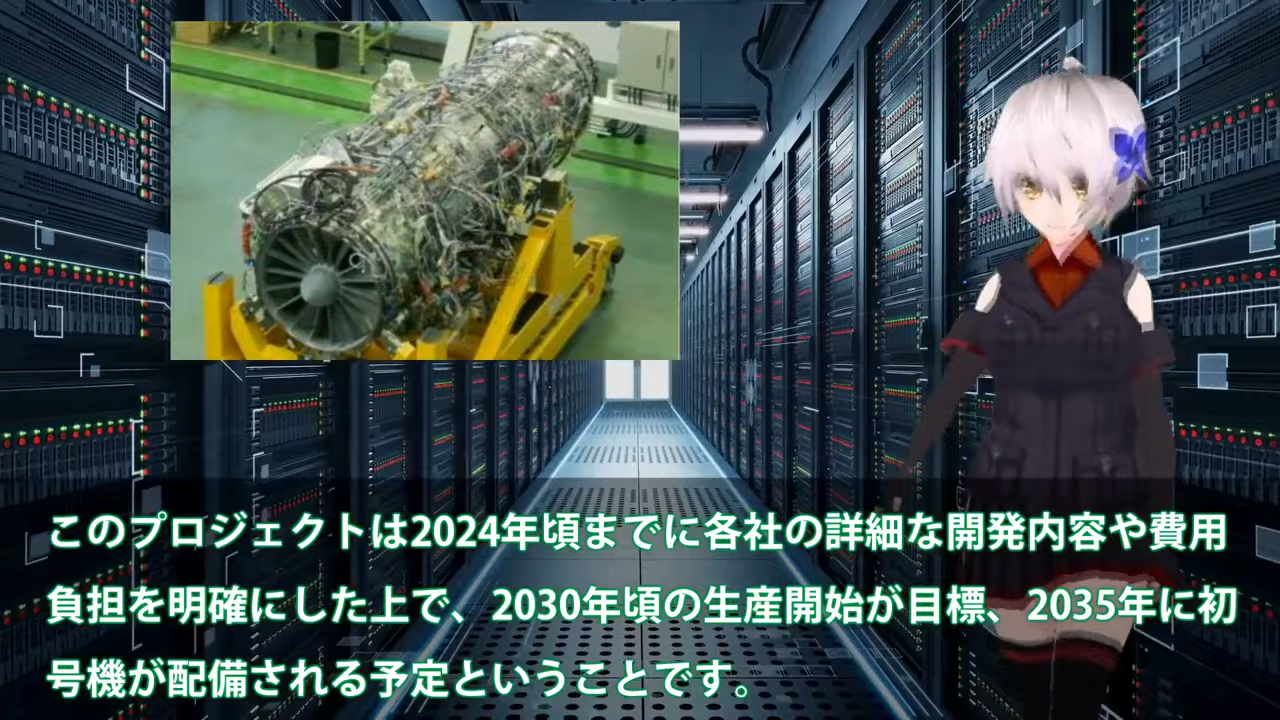 このプロジェクトは2024年頃までに各社の詳細な開発内容や費用
負担を明確にした上で、2030年頃の生産開始が目標、2035年に初
号機が配備される予定ということです。